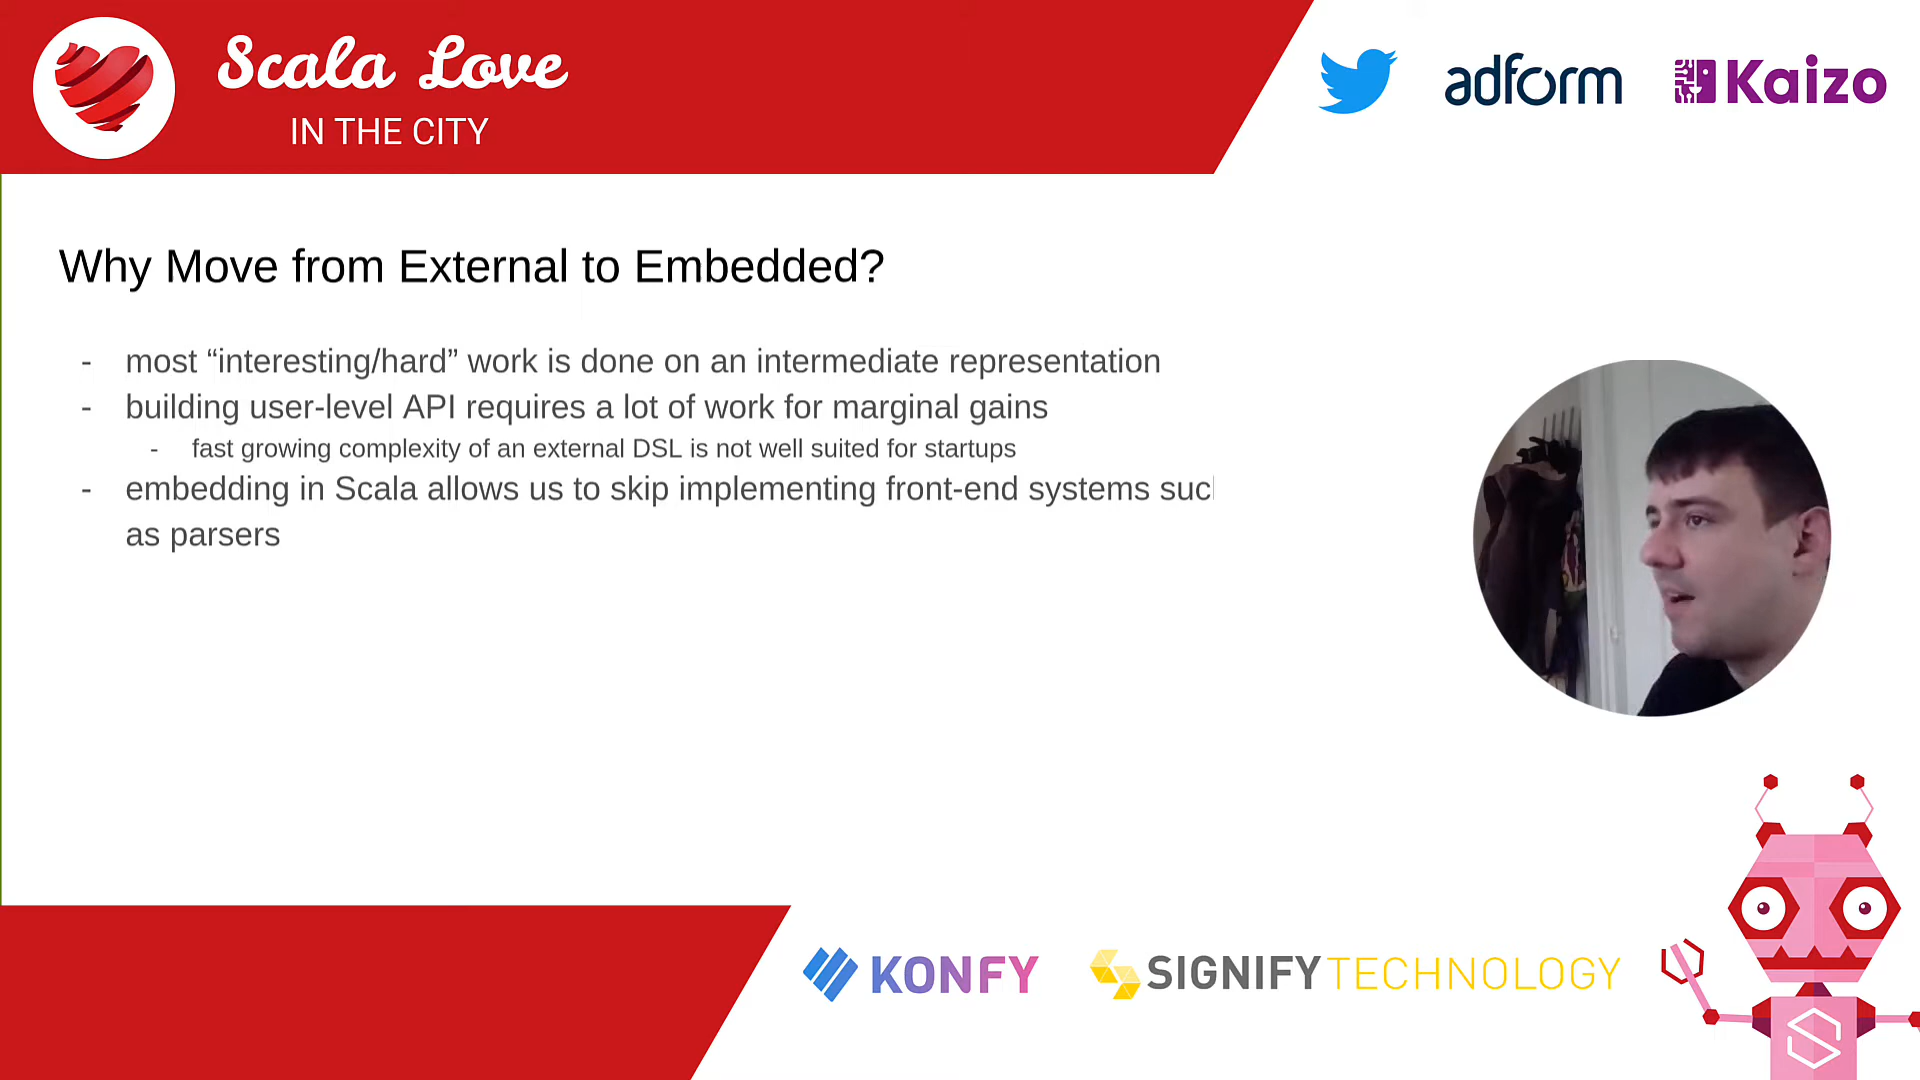 Scala Love
IN THE CITY
adform
Kaizo
Why Move from External to Embedded?
- most “interesting/hard” work is done on an intermediate representation
- building user-level API requires a lot of work for marginal gains
- fast growing complexity of an external DSL is not well suited for startups
- embedding in Scala allows us to skip implementing front-end systems
as parsers
KONFY
SIGNIFY TECHNOLOGY